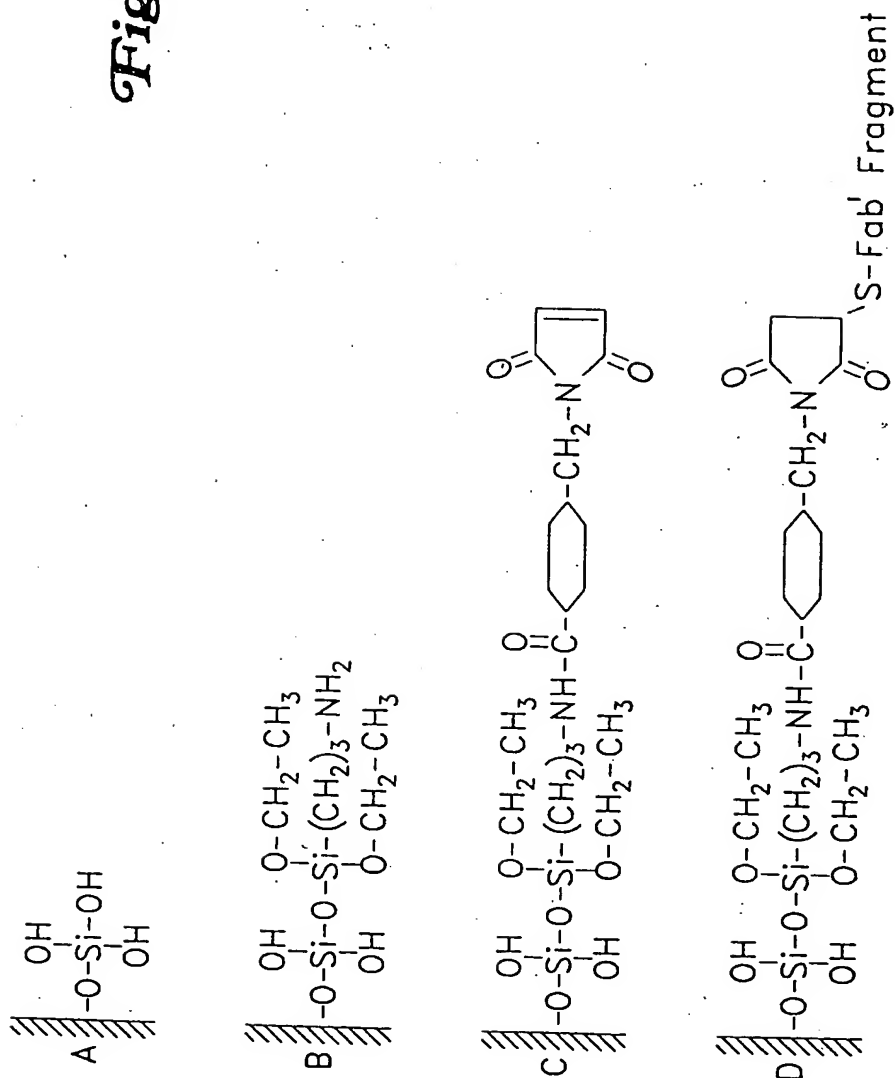 Fig
A
OH
-O-Si-OH
OH
B
OH O-CH2-CH3
-O-Si-O-Si-(CH2)3-NH2
OH O-CH2-CH3
C
OH O-CH2-CH3 O O
-O-Si-O-Si-(CH2)3-NH-C- -CH2-N
OH O-CH2-CH3 O
D
OH O-CH2-CH3 O O
-O-Si-O-Si-(CH2)3-NH-C- -CH2-N
OH O-CH2-CH3 O
S-Fab' Fragment